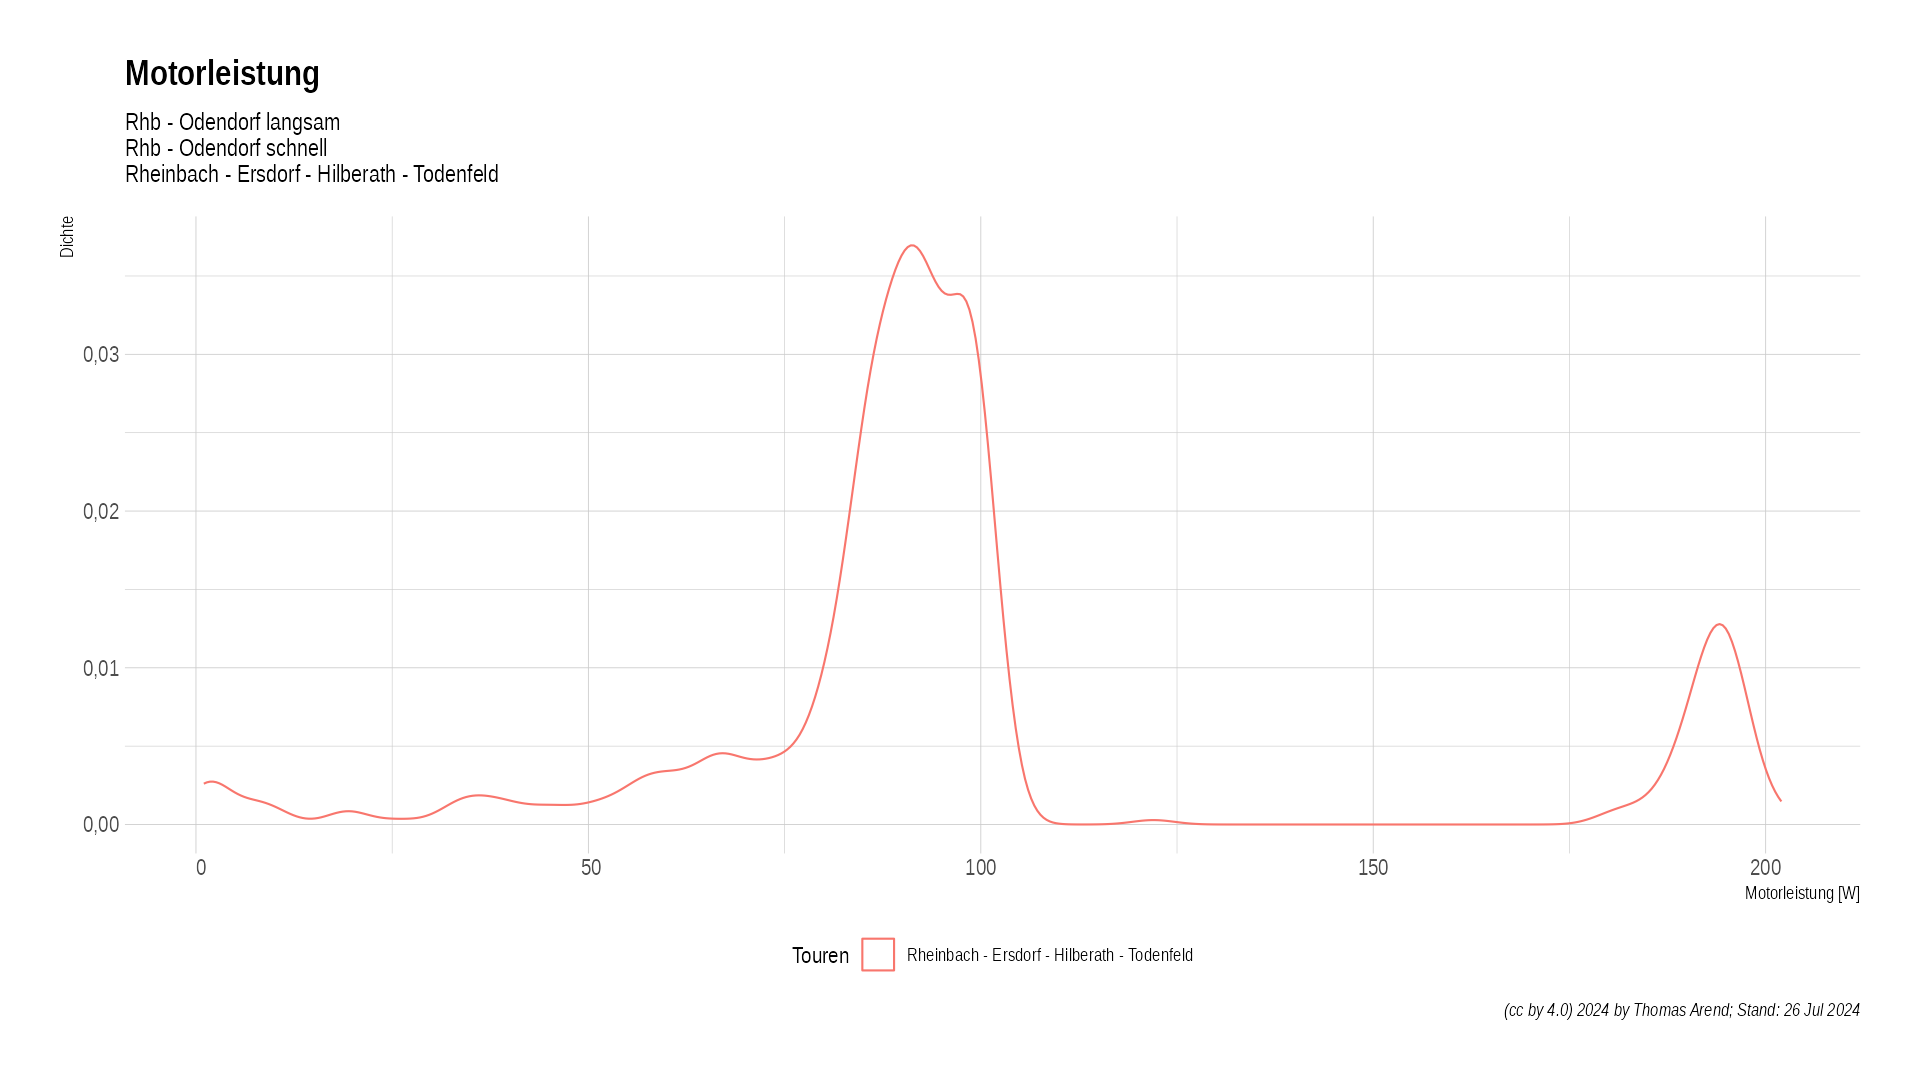 Motorleistung
Rhb - Odendorf langsam
Rhb - Odendorf schnell
Rheinbach - Ersdorf - Hilberath - Todenfeld
Dichte
0,03
0,02
0,01
0,00
0 50 100 150 200
Motorleistung [W]
Touren Rheinbach - Ersdorf - Hilberath - Todenfeld
(cc by 4.0) 2024 by Thomas Arend; Stand: 26 Jul 2024